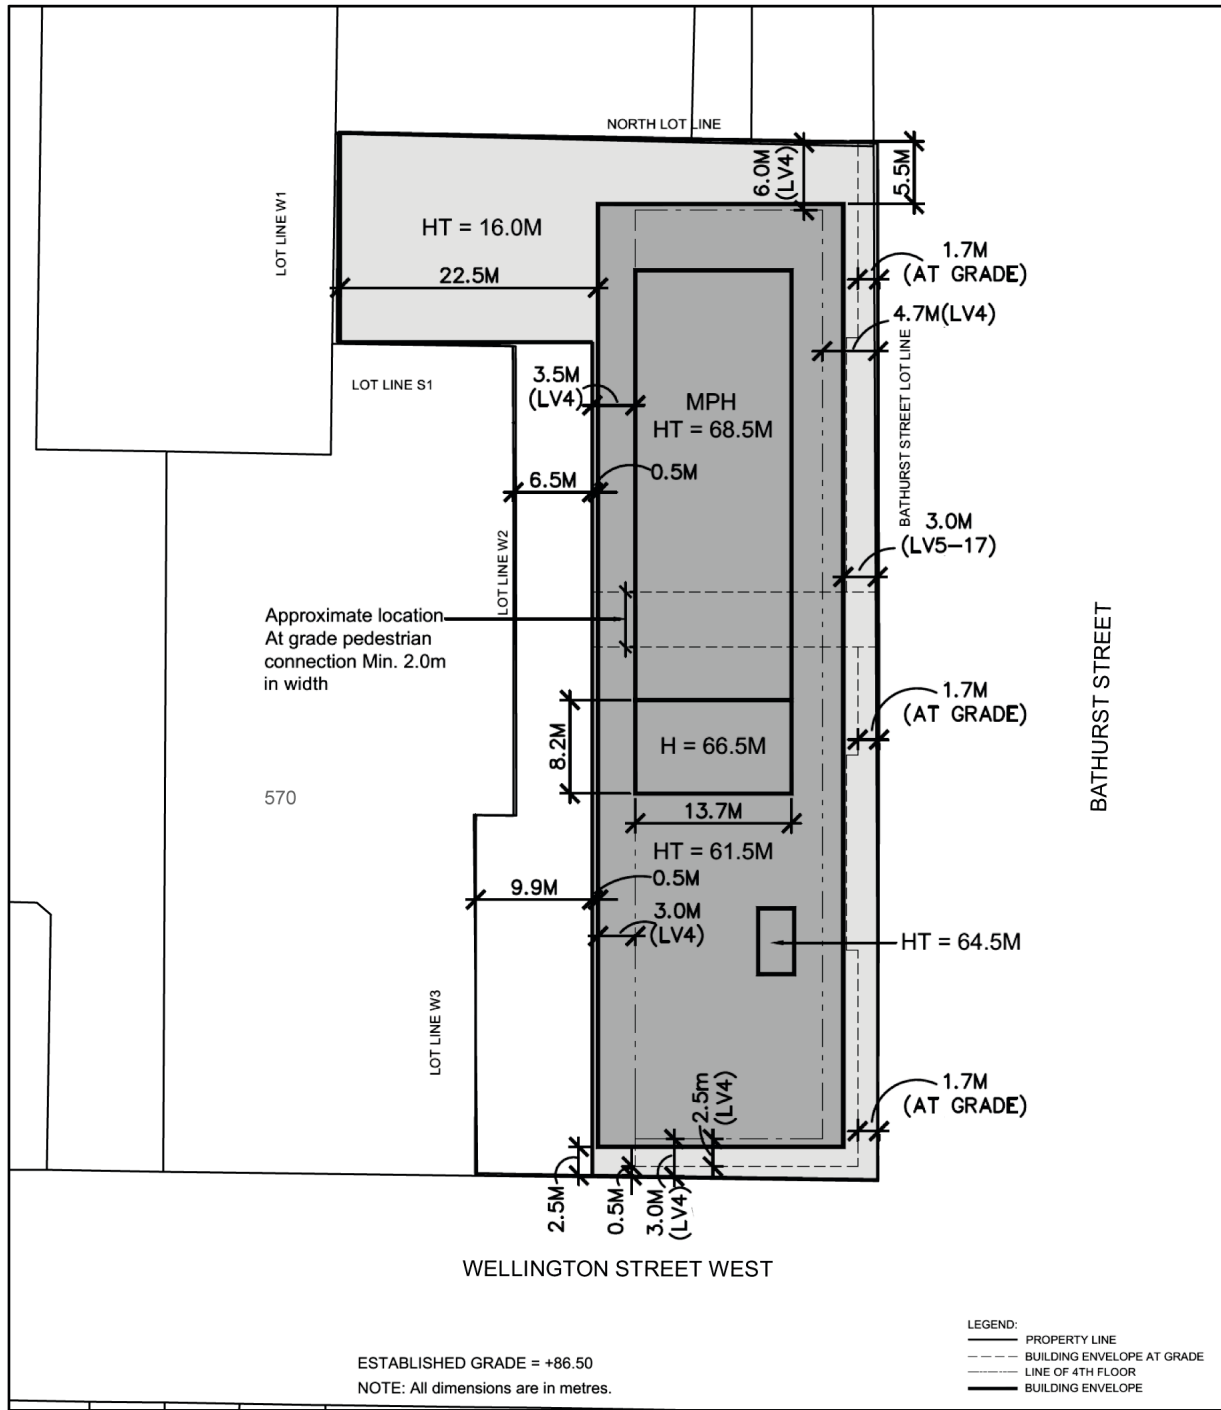 NORTH LOT LINE
6.0M
(LV4)
5.5M
LOT LINE W1
HT = 16.0M
22.5M
1.7M
(AT GRADE)
4.7M(LV4)
LOT LINE S1
3.5M
(LV4)
MPH
HT = 68.5M
BATHURST STREET LOT LINE
6.5M
0.5M
3.0M
(LV5-17)
LOT LINE W2
Approximate location
At grade pedestrian
connection Min. 2.0m
in width
BATHURST STREET
1.7M
(AT GRADE)
8.2M
H = 66.5M
570
13.7M
HT = 61.5M
9.9M
0.5M
3.0M
(LV4)
HT = 64.5M
LOT LINE W3
2.5m
(LV4)
1.7M
(AT GRADE)
2.5M
0.5M
3.0M
(LV4)
WELLINGTON STREET WEST
LEGEND:
PROPERTY LINE
BUILDING ENVELOPE AT GRADE
LINE OF 4TH FLOOR
BUILDING ENVELOPE
ESTABLISHED GRADE = +86.50
NOTE: All dimensions are in metres.